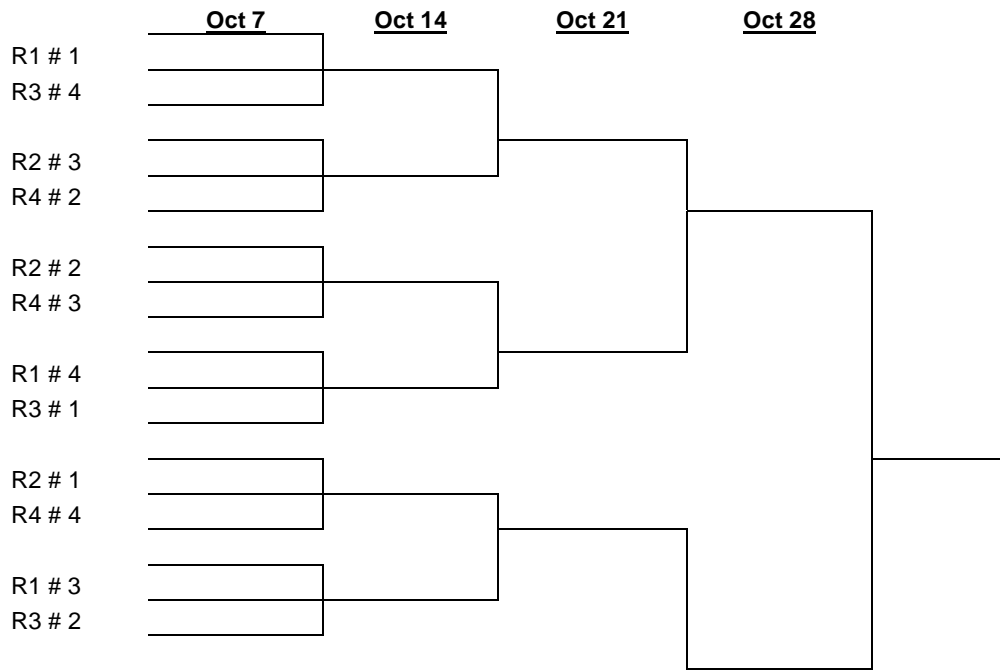 Oct 7 Oct 14 Oct 21 Oct 28
R1 # 1
R3 # 4
R2 # 3
R4 # 2
R2 # 2
R4 # 3
R1 # 4
R3 # 1
R2 # 1
R4 # 4
R1 # 3
R3 # 2